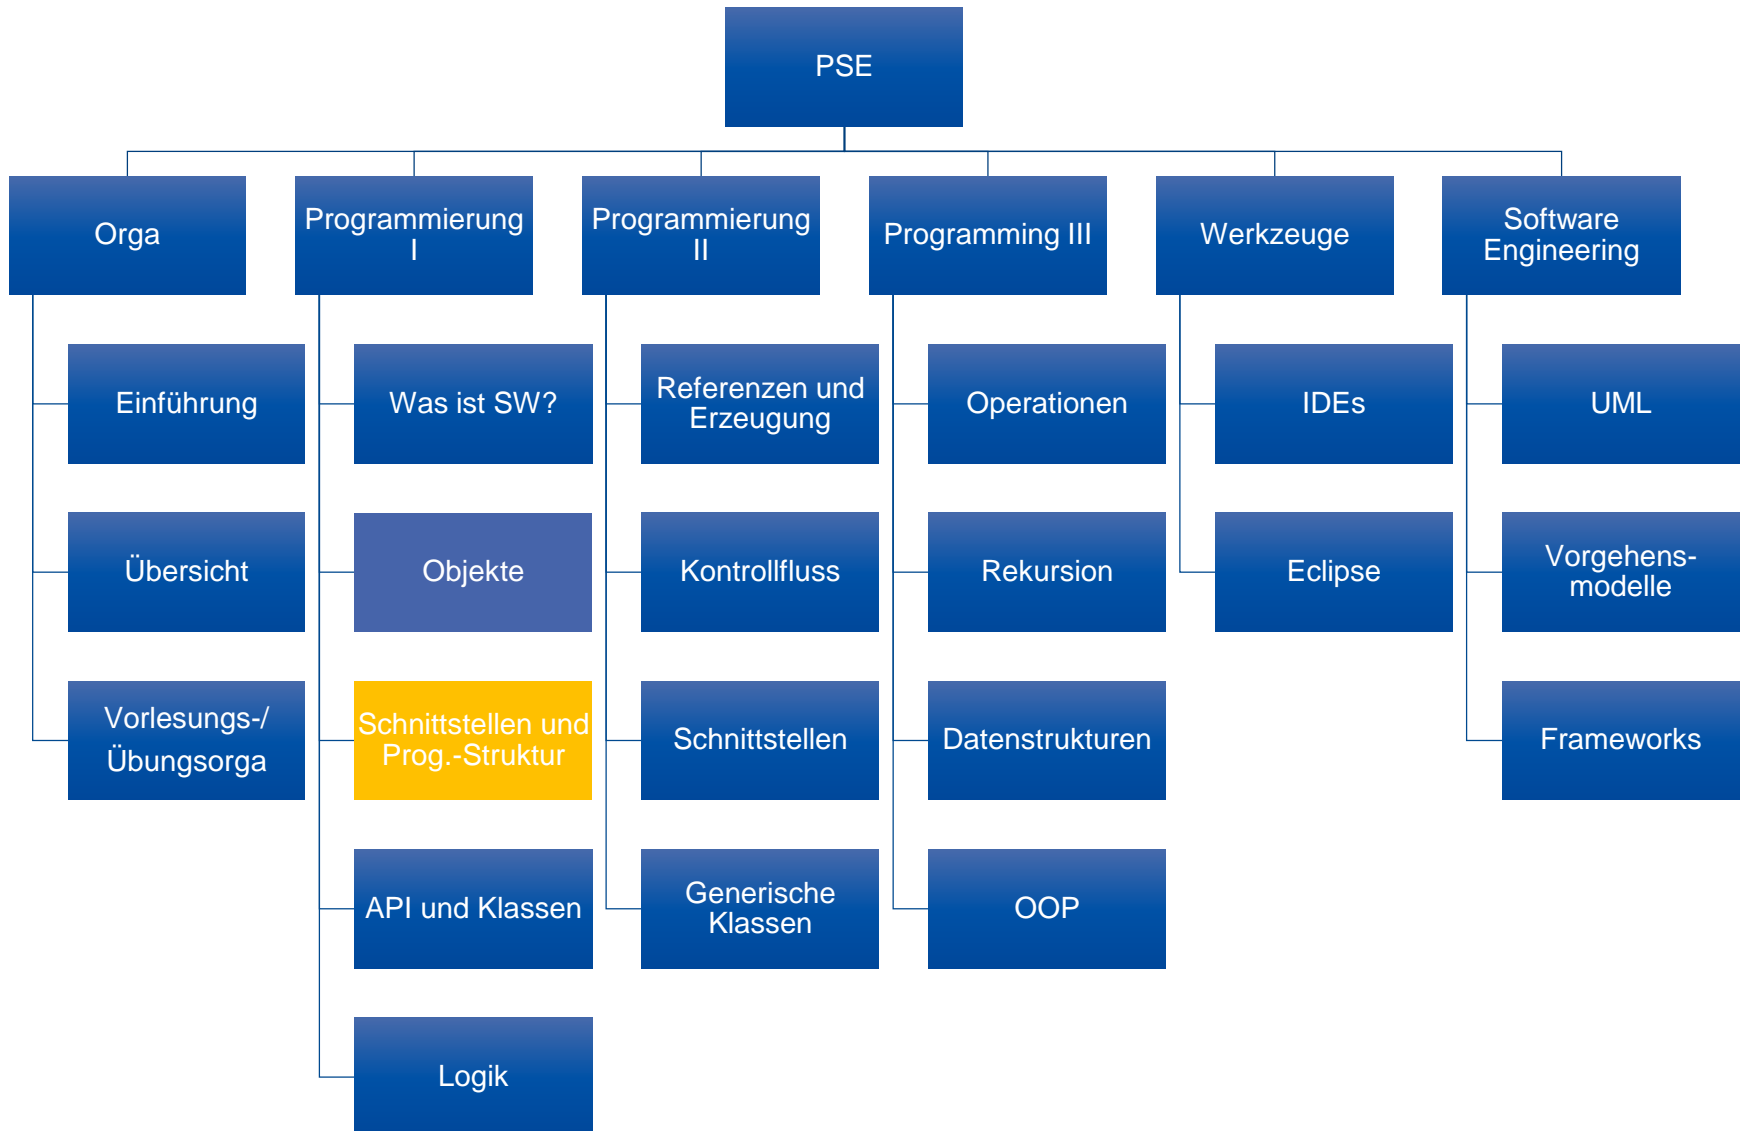 PSE
Orga
Programmierung
I
Programmierung
II
Programming III
Werkzeuge
Software
Engineering
Einführung
Was ist SW?
Referenzen und
Erzeugung
Operationen
IDEs
UML
Übersicht
Objekte
Kontrollfluss
Rekursion
Eclipse
Vorgehens-
modelle
Vorlesungs-/
Übungsorga
Schnittstellen und
Prog.-Struktur
Schnittstellen
Datenstrukturen
Frameworks
API und Klassen
Generische
Klassen
OOP
Logik